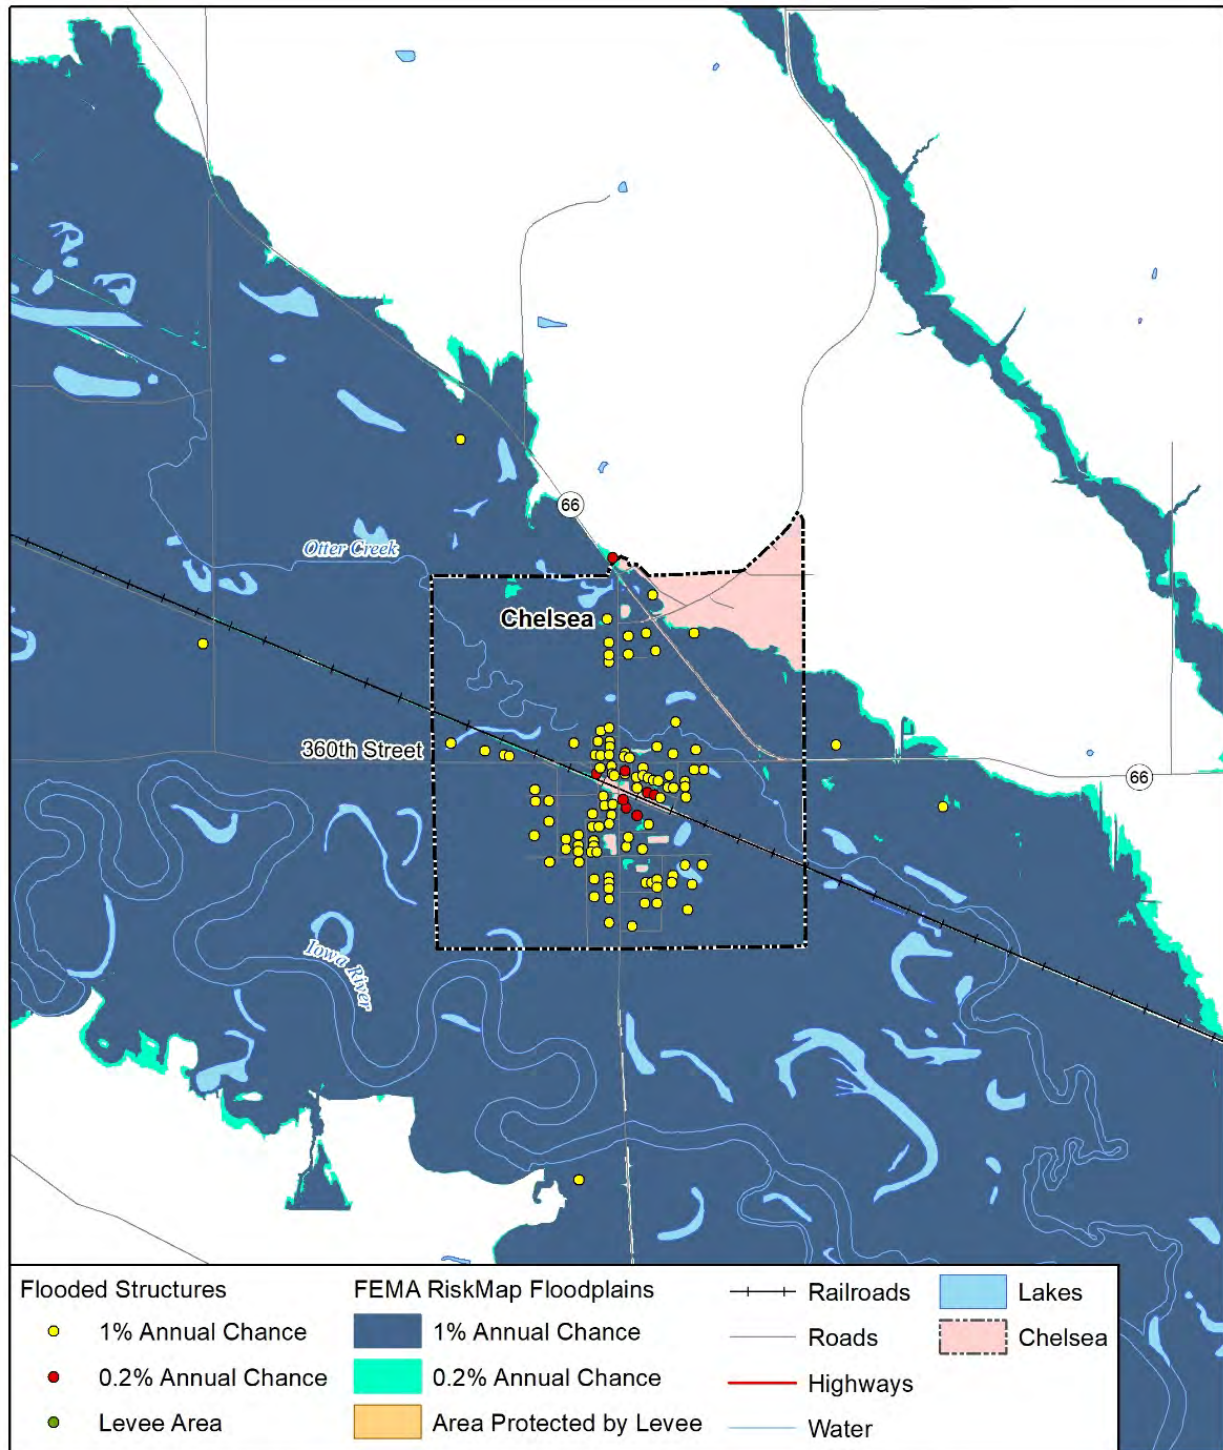 66
Otter Creek
Chelsea
360th Street
66
Iowa River
Flooded Structures
1% Annual Chance
0.2% Annual Chance
Levee Area
FEMA RiskMap Floodplains
1% Annual Chance
0.2% Annual Chance
Area Protected by Levee
Railroads
Roads
Highways
Water
Lakes
Chelsea